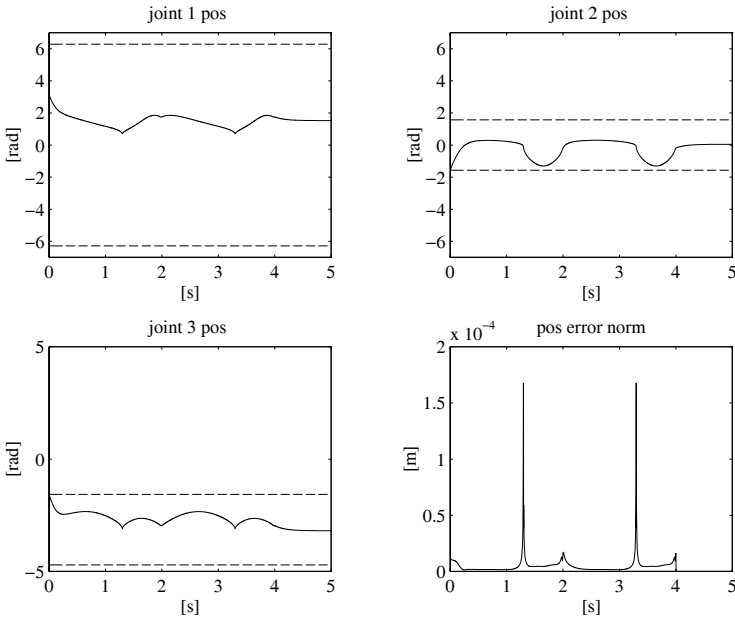 joint 1 pos
6
4
2
0
−2
−4
−6
[rad]
0 1 2 3 4 5
[s]
joint 2 pos
6
4
2
0
−2
−4
−6
[rad]
0 1 2 3 4 5
[s]
joint 3 pos
5
0
−5
[rad]
0 1 2 3 4 5
[s]
x 10⁻⁴
pos error norm
2
1.5
1
0.5
0
[m]
0 1 2 3 4 5
[s]